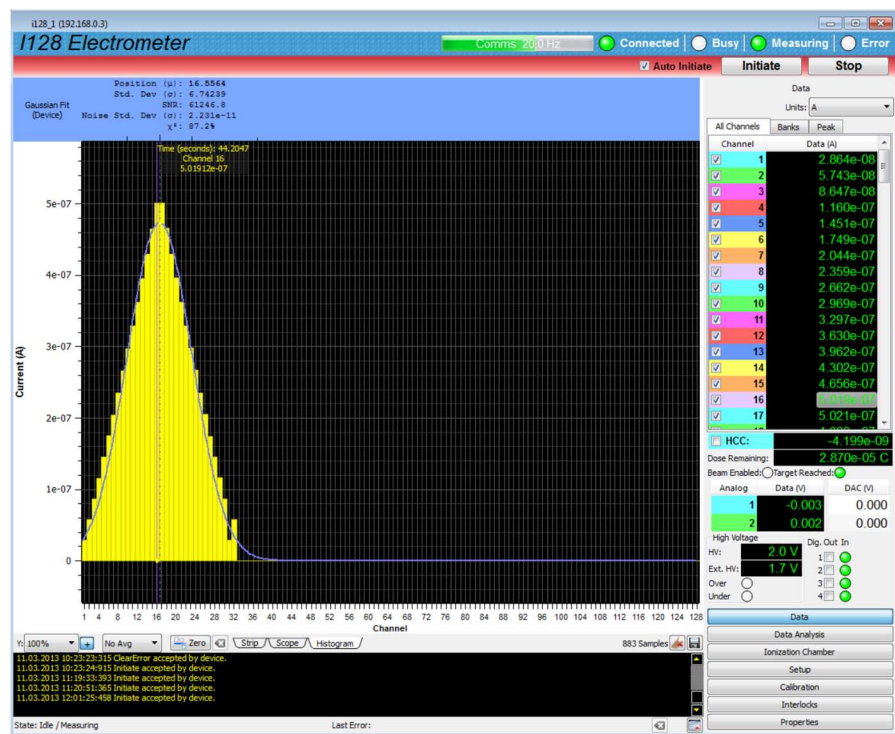 i128_1 (192.168.0.3)
I128 Electrometer
Comms 20.0 Hz
Connected
Busy
Measuring
Error
Auto Initiate
Initiate
Stop
Gaussian Fit
(Device)
Position (μ): 16.5564
Std. Dev (σ): 6.74239
SNR: 61246.8
Noise Std. Dev (σ): 2.231e-11
χ²: 87.2%
Time (seconds): 44.2047
Channel 16
5.01912e-07
Current (A)
5e-07
4e-07
3e-07
2e-07
1e-07
0
1 4 8 12 16 20 24 28 32 36 40 44 48 52 56 60 64 68 72 76 80 84 88 92 96 100 104 108 112 116 120 124 128
Channel
Data
Units: A
All Channels Banks Peak
Channel Data (A)
1 2.864e-08
2 5.743e-08
3 8.647e-08
4 1.160e-07
5 1.451e-07
6 1.749e-07
7 2.044e-07
8 2.359e-07
9 2.662e-07
10 2.969e-07
11 3.297e-07
12 3.630e-07
13 3.962e-07
14 4.302e-07
15 4.656e-07
16 5.019e-07
17 5.021e-07
HCC: -4.199e-09
Dose Remaining: 2.870e-05 C
Beam Enabled: Target Reached:
Analog Data (V) DAC (V)
1 -0.003 0.000
2 0.002 0.000
High Voltage
HV: 2.0 V
Ext. HV: 1.7 V
Over
Under
Dig. Out In
1
2
3
4
Y: 100%
+
No Avg
Zero
Strip
Scope
Histogram
883 Samples
11.03.2013 10:23:23:315 ClearError accepted by device.
11.03.2013 10:23:24:915 Initiate accepted by device.
11.03.2013 11:19:33:393 Initiate accepted by device.
11.03.2013 11:20:51:365 Initiate accepted by device.
11.03.2013 12:01:25:458 Initiate accepted by device.
Data
Data Analysis
Ionization Chamber
Setup
Calibration
Interlocks
Properties
State: Idle / Measuring
Last Error: